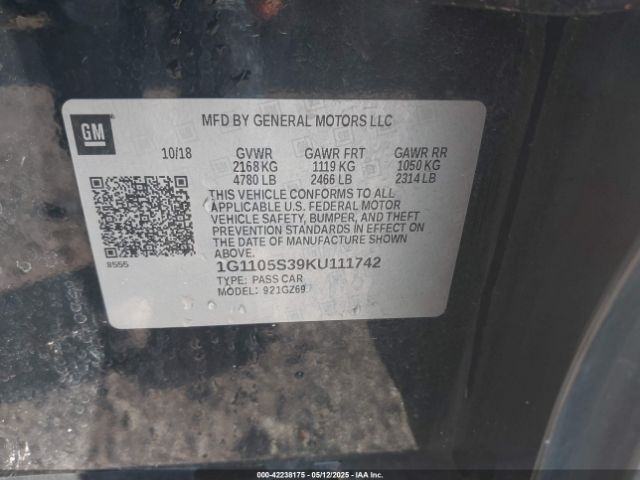 GM
MFD BY GENERAL MOTORS LLC
10/18 GVWR GAWR FRT GAWR RR
2168 KG 1119 KG 1050 KG
4780 LB 2466 LB 2314 LB
THIS VEHICLE CONFORMS TO ALL
APPLICABLE U.S. FEDERAL MOTOR
VEHICLE SAFETY, BUMPER, AND THEFT
PREVENTION STANDARDS IN EFFECT ON
THE DATE OF MANUFACTURE SHOWN
ABOVE.
8555
1G1105S39KU111742
TYPE: PASS CAR
MODEL: 921GZ69
000-42238175 - 05/12/2025 - © IAA Inc.